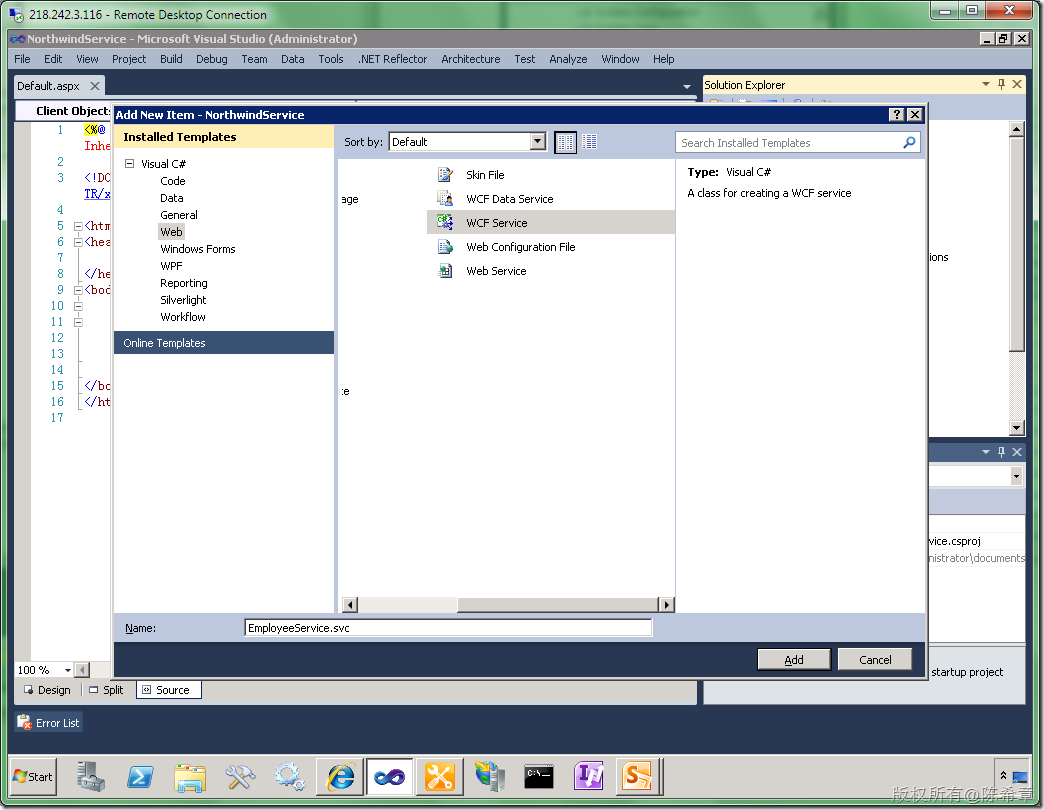 218.242.3.116 - Remote Desktop Connection
NorthwindService - Microsoft Visual Studio (Administrator)
File Edit View Project Build Debug Team Data Tools .NET Reflector Architecture Test Analyze Window Help
Default.aspx
Solution Explorer
Client Object
Add New Item - NorthwindService
Installed Templates
Sort by: Default
Search Installed Templates
Visual C#
Code
Data
General
Web
Windows Forms
WPF
Reporting
Silverlight
Workflow
Online Templates
age
te
Skin File
WCF Data Service
WCF Service
Web Configuration File
Web Service
Type: Visual C#
A class for creating a WCF service
1 <%@
Inhe
2
3 <!DO
TR/x
4
5 <htm
6 <hea
7
8 </he
9 <bod
10
11
12
13
14
15 </bo
16 </ht
17
ions
vice.csproj
nistrator\documents
startup project
Name: EmployeeService.svc
Add Cancel
100 %
Design Split Source
Error List
Start
版权所有@陈希章